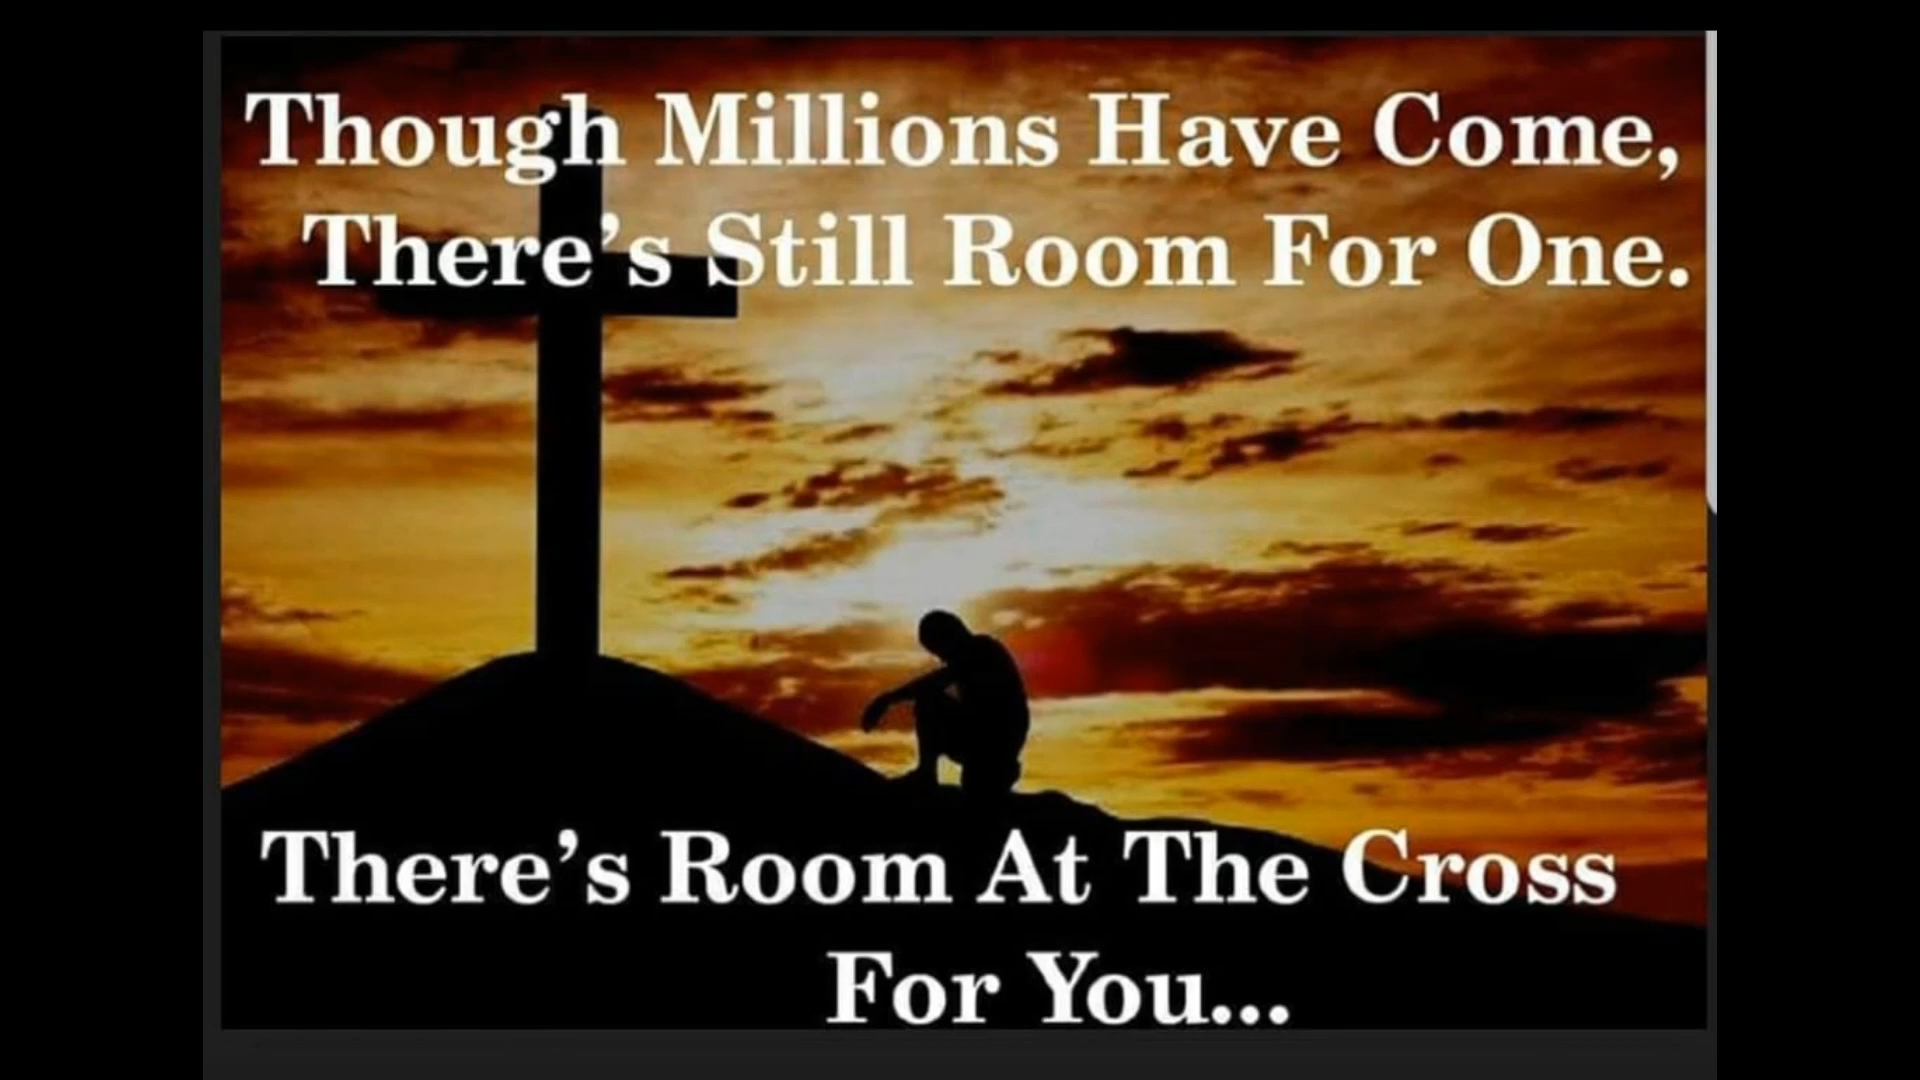 Though Millions Have Come,
There’s Still Room For One.
There’s Room At The Cross
For You...